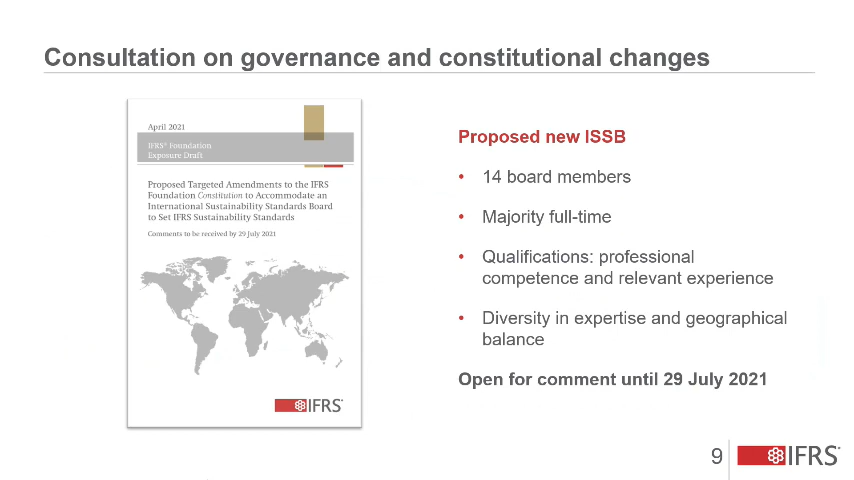 Consultation on governance and constitutional changes
April 2021
IFRS® Foundation
Exposure Draft
Proposed Targeted Amendments to the IFRS
Foundation Constitution to Accommodate an
International Sustainability Standards Board
to Set IFRS Sustainability Standards
Comments to be received by 29 July 2021
IFRS
Proposed new ISSB
• 14 board members
• Majority full-time
• Qualifications: professional
competence and relevant experience
• Diversity in expertise and geographical
balance
Open for comment until 29 July 2021
9
IFRS